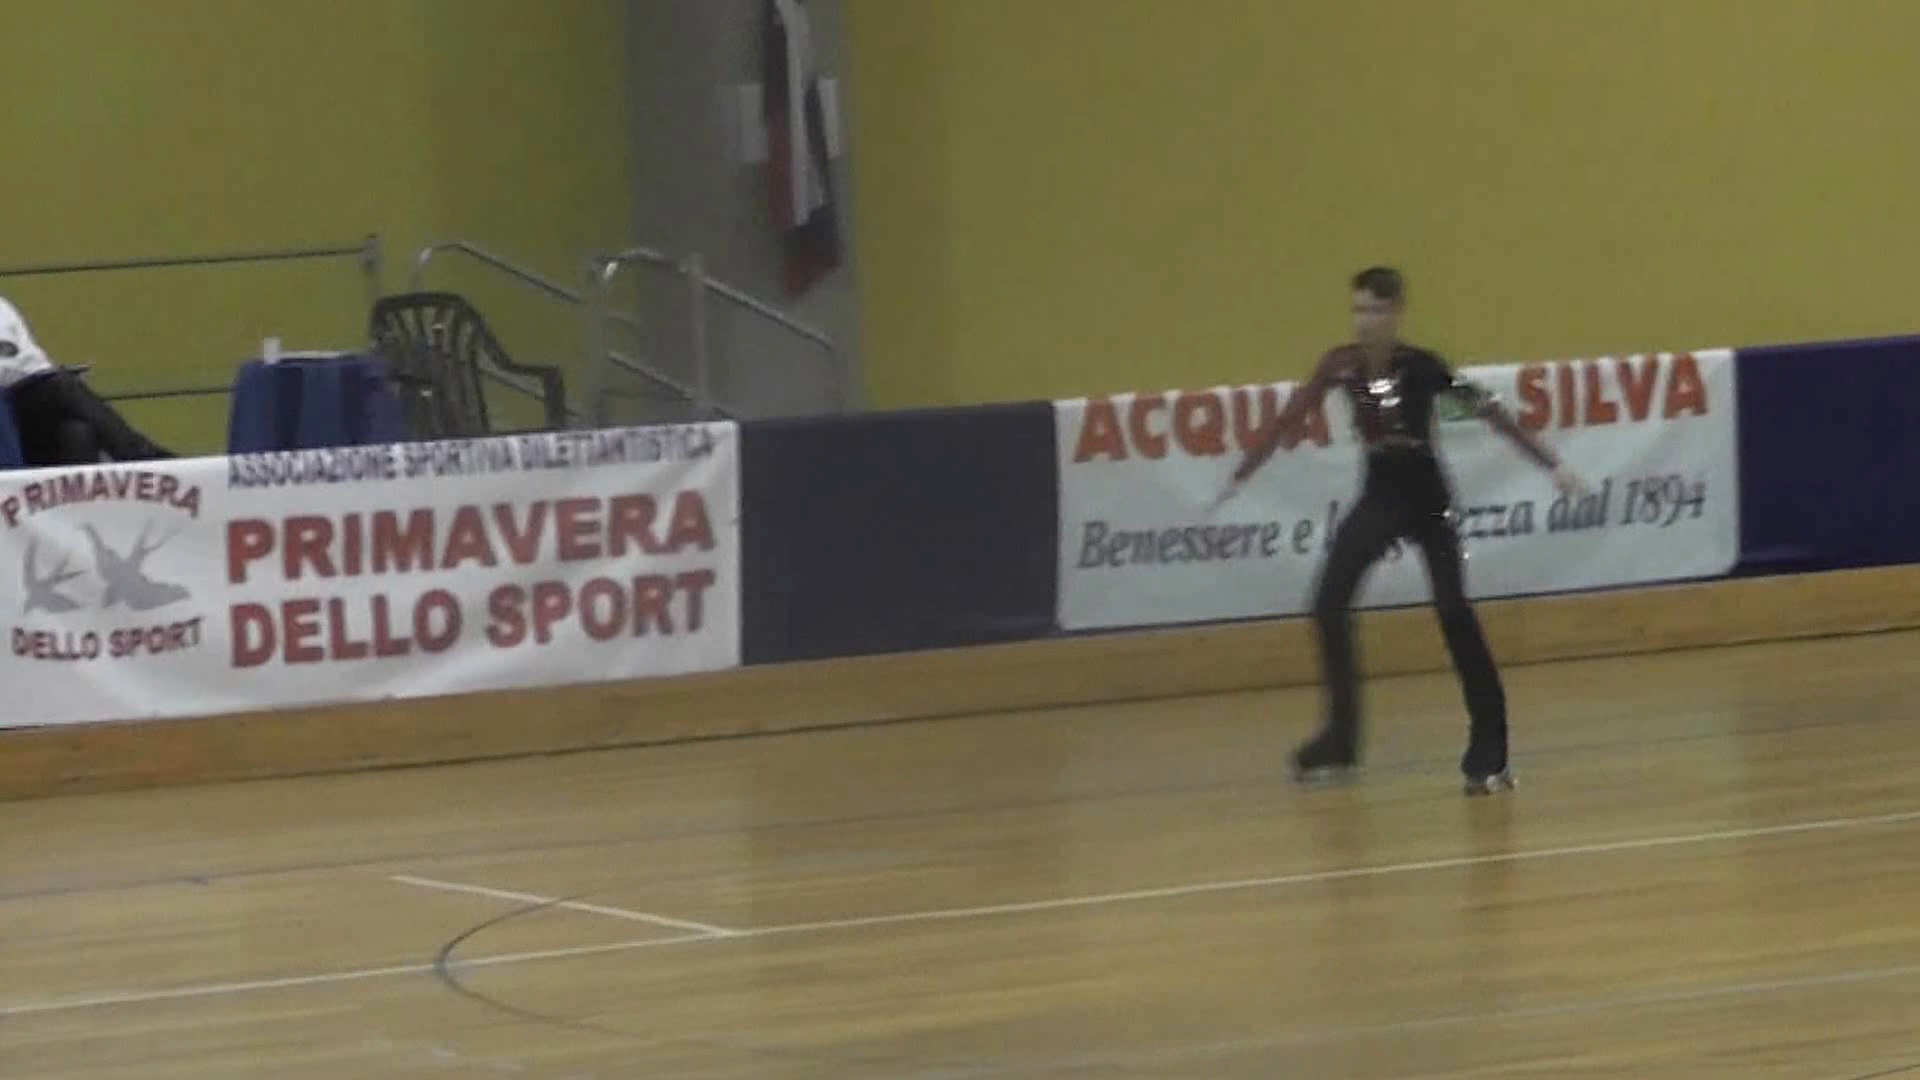 PRIMAVERA
DELLO SPORT
ASSOCIAZIONE SPORTIVA DILETTANTISTICA
PRIMAVERA
DELLO SPORT
ACQUA SILVA
Benessere e dal 1894